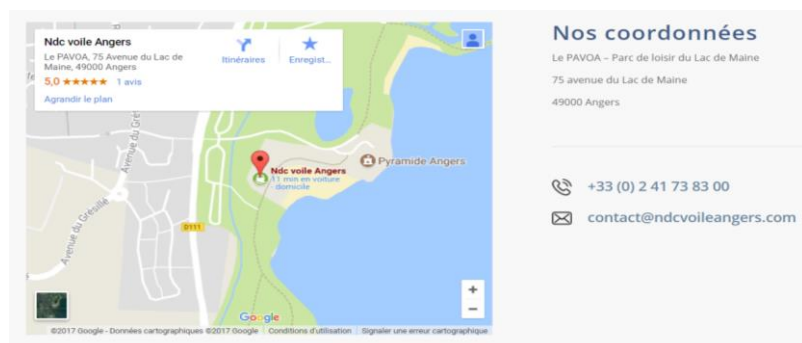 Ndc voile Angers
Le PAVOA, 75 Avenue du Lac de
Maine, 49000 Angers
5,0 ★★★★★ 1 avis
Agrandir le plan
Itinéraires
Enregist...
Avenue du Gré
Avenue du Grésillé
D111
Ndc voile Angers
11 min en voiture
- domicile
Pyramide Angers
Google
+
−
©2017 Google - Données cartographiques ©2017 Google
Conditions d'utilisation
Signaler une erreur cartographique
Nos coordonnées
Le PAVOA – Parc de loisir du Lac de Maine
75 avenue du Lac de Maine
49000 Angers
+33 (0) 2 41 73 83 00
contact@ndcvoileangers.com